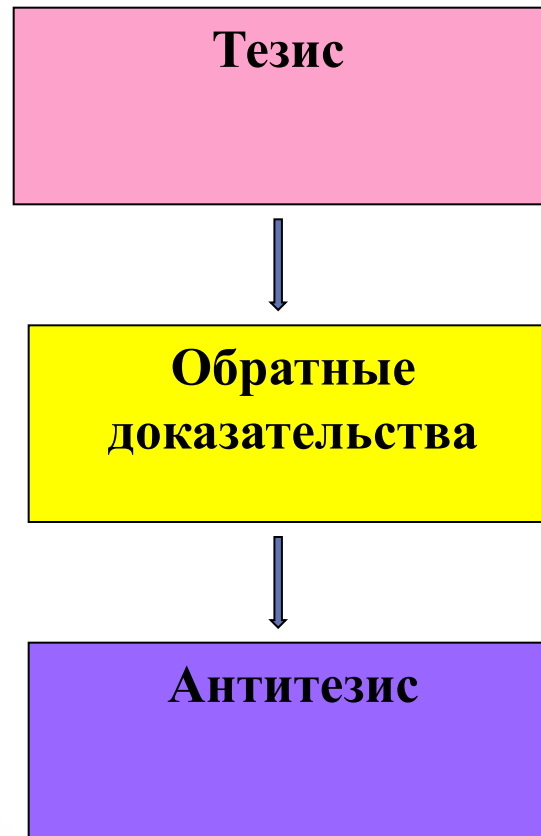 Тезис
Обратные
доказательства
Антитезис